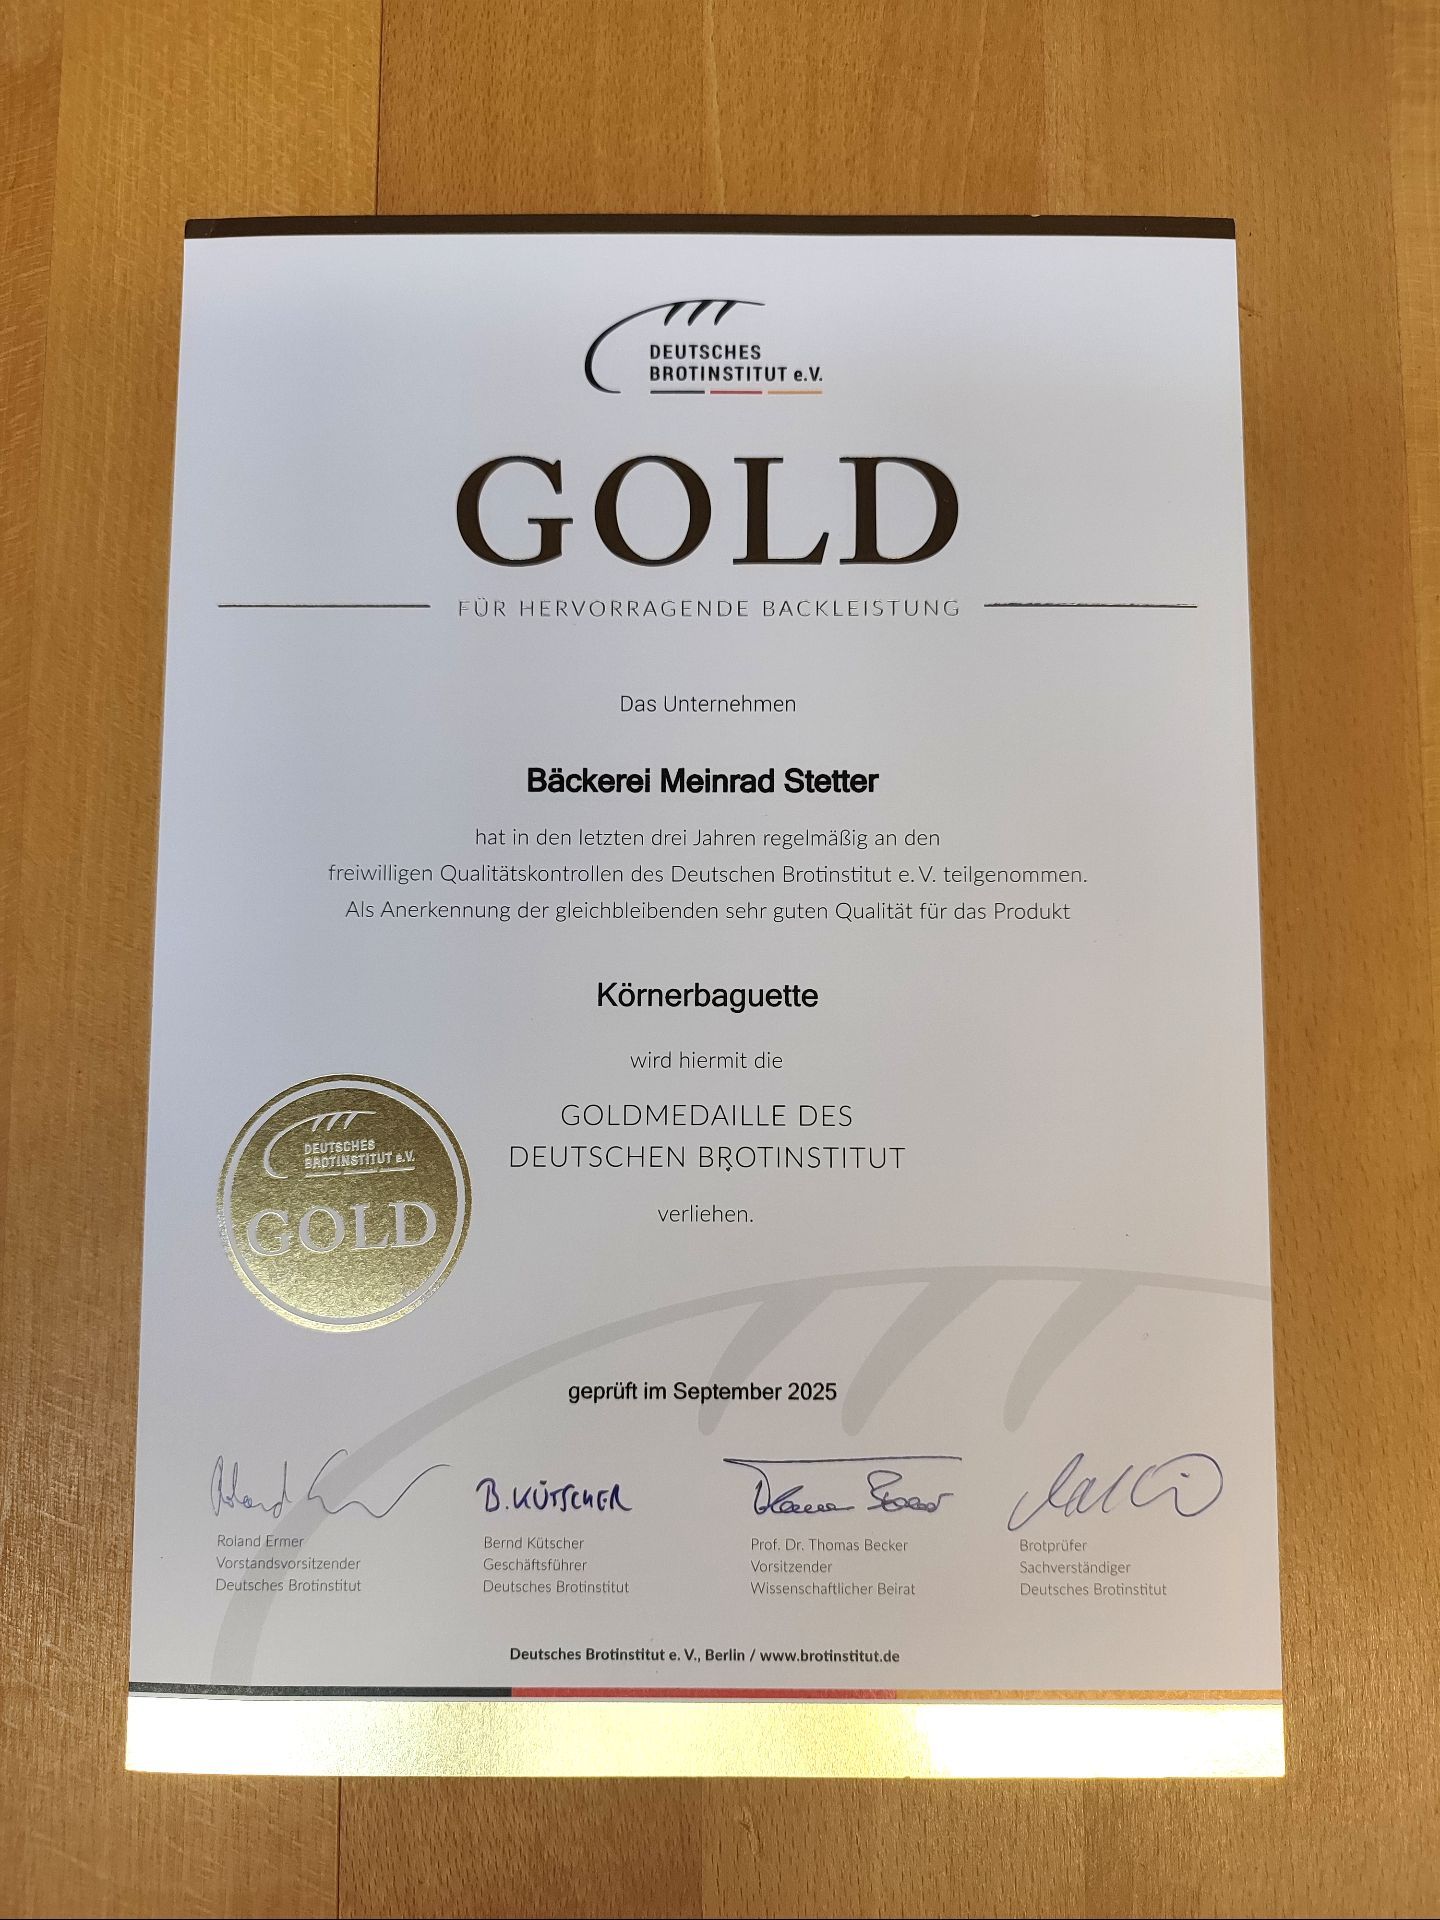 DEUTSCHES
BROTINSTITUT e.V.
GOLD
FÜR HERVORRAGENDE BACKLEISTUNG
Das Unternehmen
Bäckerei Meinrad Stetter
hat in den letzten drei Jahren regelmäßig an den
freiwilligen Qualitätskontrollen des Deutschen Brotinstitut e. V. teilgenommen.
Als Anerkennung der gleichbleibenden sehr guten Qualität für das Produkt
Körnerbaguette
wird hiermit die
GOLDMEDAILLE DES
DEUTSCHEN BROTINSTITUT
verliehen.
DEUTSCHES
BROTINSTITUT e.V.
GOLD
geprüft im September 2025
B. KÜTSCHER
Roland Ermer
Vorstandsvorsitzender
Deutsches Brotinstitut
Bernd Kütscher
Geschäftsführer
Deutsches Brotinstitut
Prof. Dr. Thomas Becker
Vorsitzender
Wissenschaftlicher Beirat
Brotprüfer
Sachverständiger
Deutsches Brotinstitut
Deutsches Brotinstitut e. V., Berlin / www.brotinstitut.de